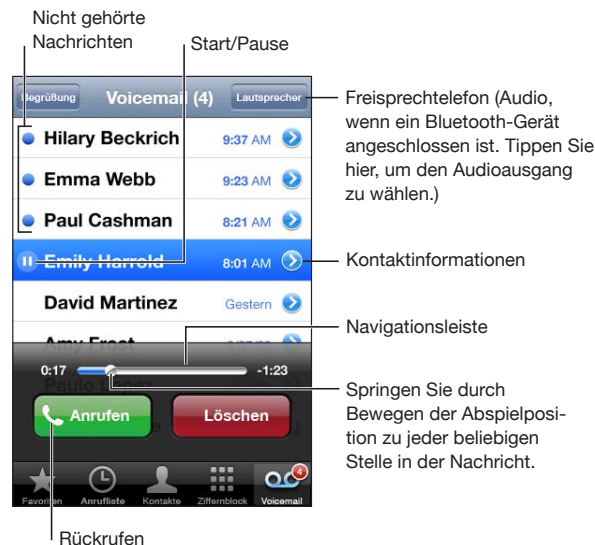 Nicht gehörte
Nachrichten
Start/Pause
Begrüßung
Voicemail (4)
Lautsprecher
Freisprechtelefon (Audio,
wenn ein Bluetooth-Gerät
angeschlossen ist. Tippen Sie
hier, um den Audioausgang
zu wählen.)
Hilary Beckrich 9:37 AM
Emma Webb 9:23 AM
Paul Cashman 8:21 AM
Emily Harrold 8:01 AM
Kontaktinformationen
David Martinez Gestern
Amy Frost
Navigationsleiste
0:17 -1:23
Paulo Lopez
Springen Sie durch
Bewegen der Abspielposi-
tion zu jeder beliebigen
Stelle in der Nachricht.
Anrufen Löschen
Favoriten Anrufliste Kontakte Ziffernblock Voicemail
4
Rückrufen